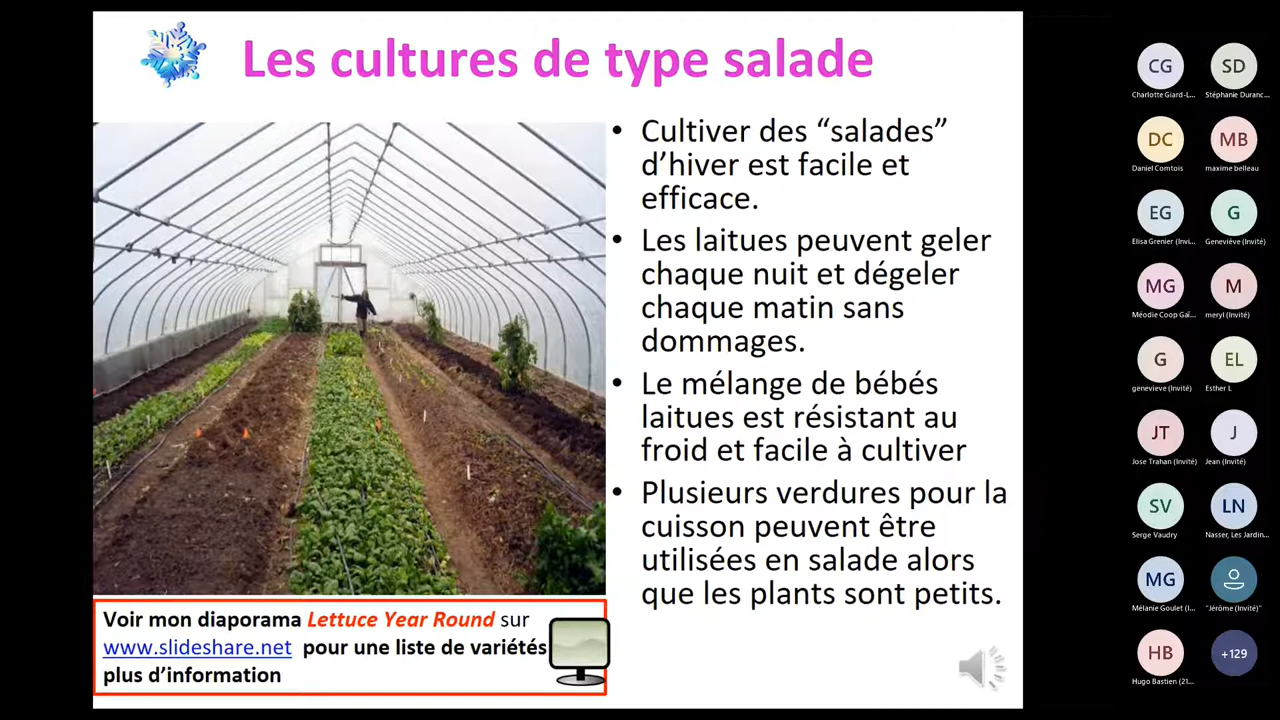 Les cultures de type salade
• Cultiver des “salades”
d’hiver est facile et
efficace.
• Les laitues peuvent geler
chaque nuit et dégeler
chaque matin sans
dommages.
• Le mélange de bébés
laitues est résistant au
froid et facile à cultiver
• Plusieurs verdures pour la
cuisson peuvent être
utilisées en salade alors
que les plants sont petits.
Voir mon diaporama Lettuce Year Round sur
www.slideshare.net pour une liste de variétés
plus d’information
CG SD
Charlotte Giard-L... Stéphanie Duranc...
DC MB
Daniel Comtois maxime belleau
EG G
Elisa Grenier (Invi... Geneviève (Invité)
MG M
Méodie Coop Gaï... meryl (Invité)
G EL
genevieve (Invité) Esther L
JT J
Jose Trahan (Invité) Jean (Invité)
SV LN
Serge Vaudry Nasser, Les Jardin...
MG
Mélanie Goulet (I... "Jérôme (Invité)"
HB +129
Hugo Bastien (21...